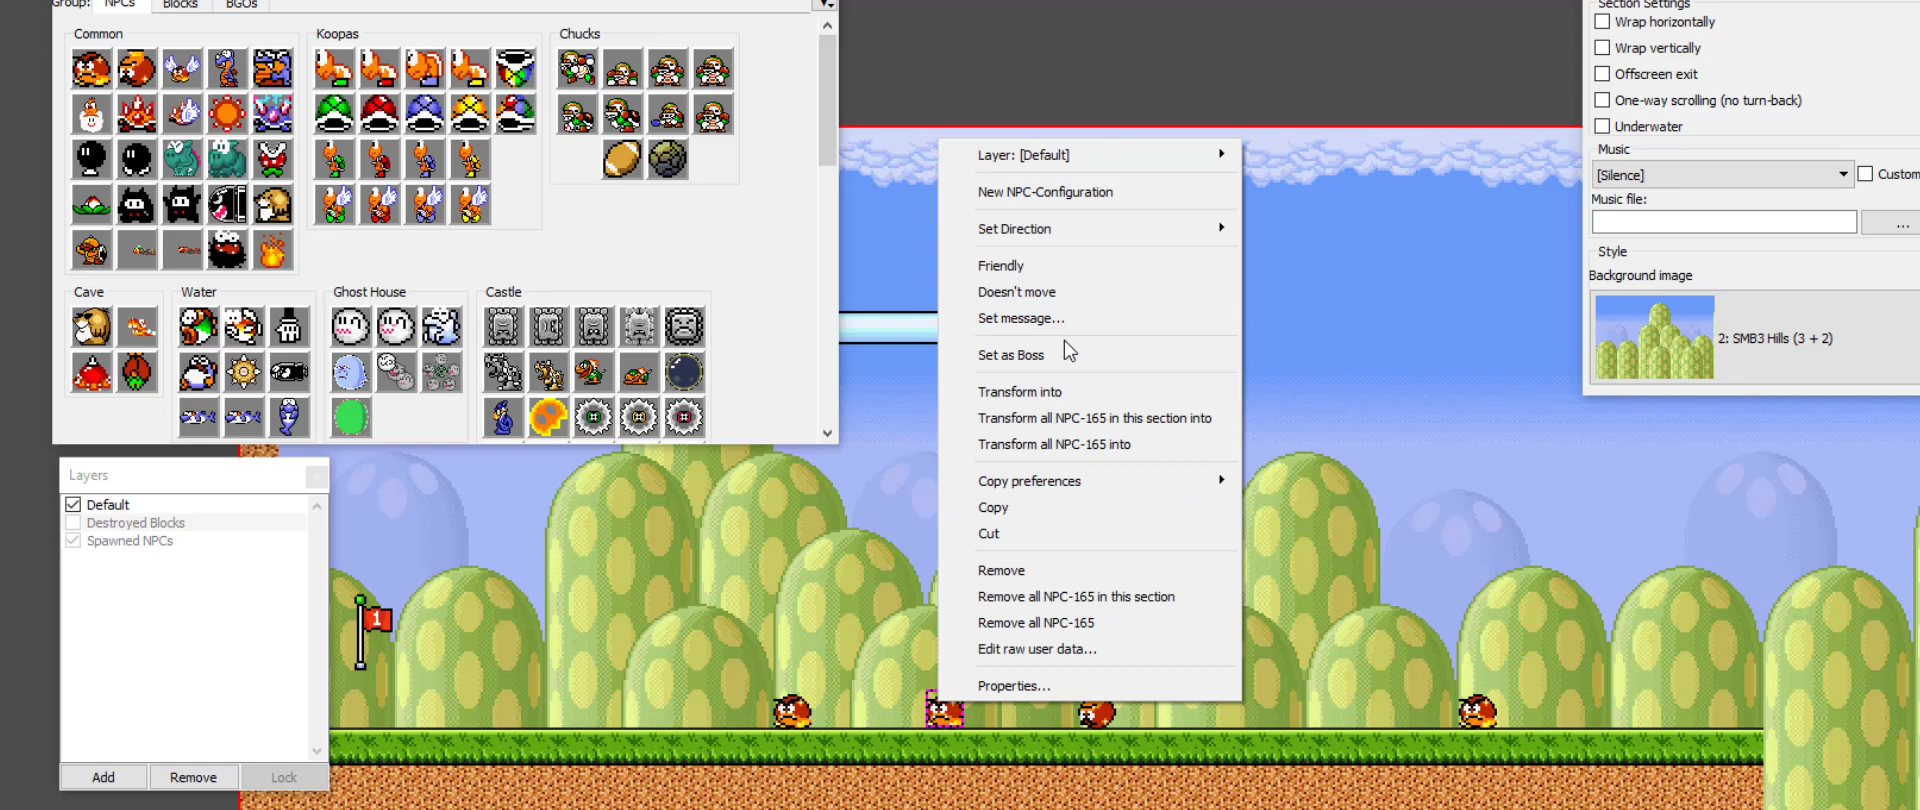 Group: NPCs Blocks BGOs
Common
Koopas
Chucks
Cave
Water
Ghost House
Castle
Layers
Default
Destroyed Blocks
Spawned NPCs
Add Remove Lock
1
Layer: [Default]
New NPC-Configuration
Set Direction
Friendly
Doesn't move
Set message...
Set as Boss
Transform into
Transform all NPC-165 in this section into
Transform all NPC-165 into
Copy preferences
Copy
Cut
Remove
Remove all NPC-165 in this section
Remove all NPC-165
Edit raw user data...
Properties...
Section Settings
Wrap horizontally
Wrap vertically
Offscreen exit
One-way scrolling (no turn-back)
Underwater
Music
[Silence] Custom
Music file:
...
Style
Background image
2: SMB3 Hills (3 + 2)